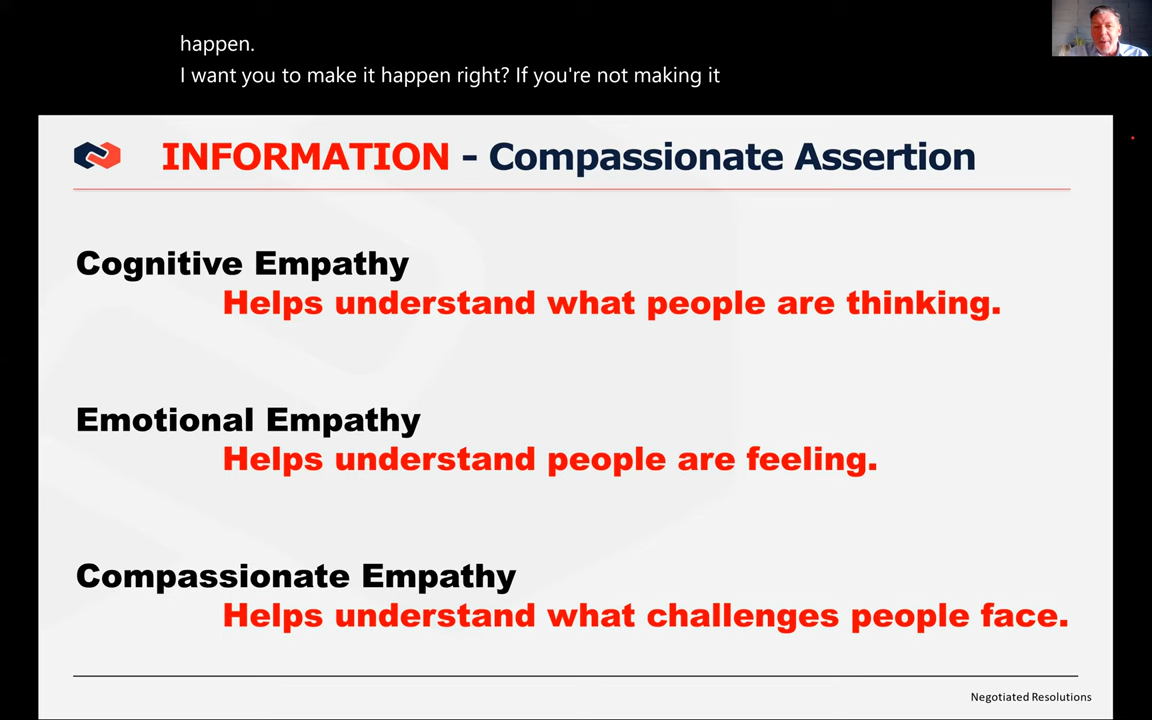 happen.
I want you to make it happen right? If you're not making it
INFORMATION - Compassionate Assertion
Cognitive Empathy
Helps understand what people are thinking.
Emotional Empathy
Helps understand people are feeling.
Compassionate Empathy
Helps understand what challenges people face.
Negotiated Resolutions